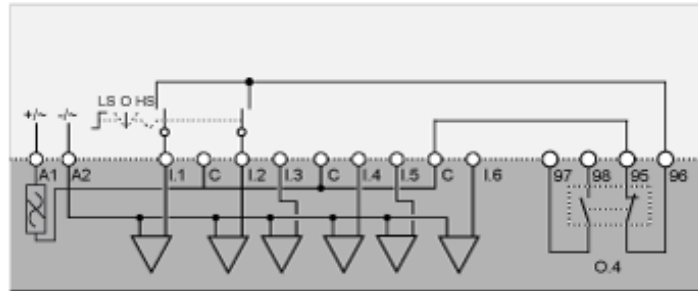 LS O HS
+/~ -/~
A1 A2 I.1 C I.2 I.3 C I.4 I.5 C I.6 97 98 95 96
O.4